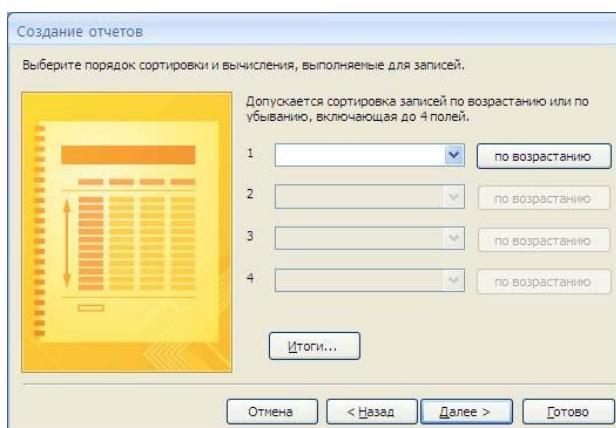 Создание отчетов
Выберите порядок сортировки и вычисления, выполняемые для записей.
Допускается сортировка записей по возрастанию или по
убыванию, включающая до 4 полей.
1 по возрастанию
2 по возрастанию
3 по возрастанию
4 по возрастанию
Итоги...
Отмена < Назад Далее > Готово